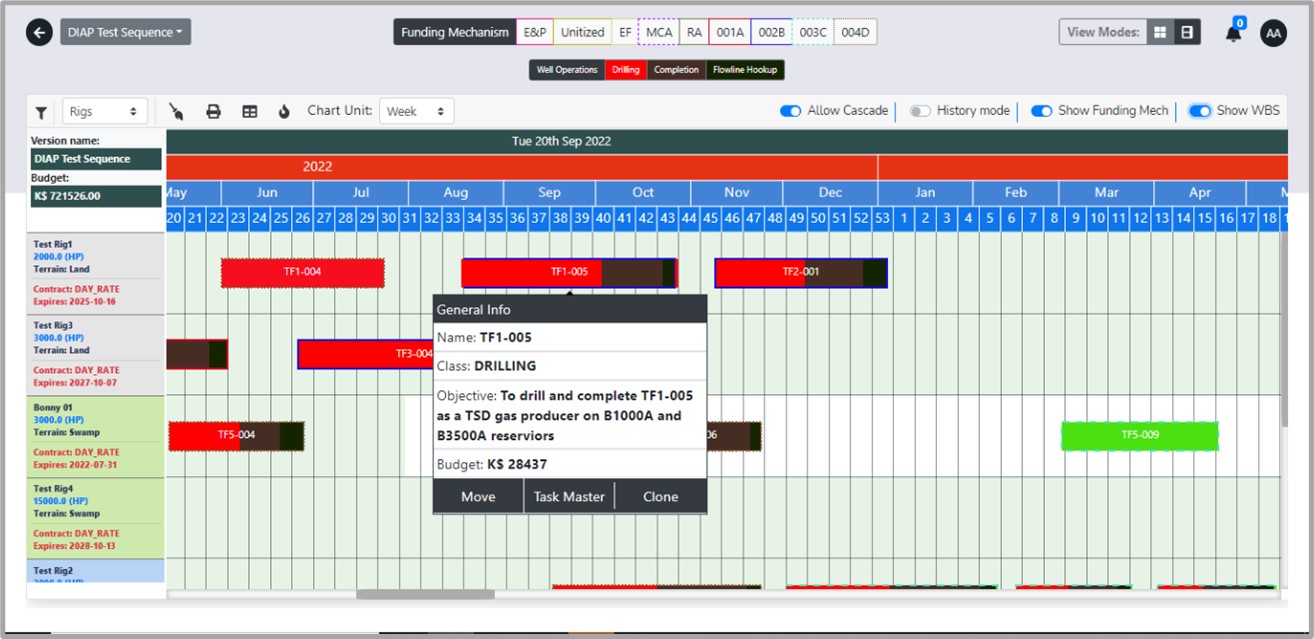 DIAP Test Sequence
Funding Mechanism E&P Unitized EF MCA RA 001A 002B 003C 004D
View Modes:
0
AA
Well Operations Drilling Completion Flowline Hookup
Rigs
Chart Unit: Week
Allow Cascade
History mode
Show Funding Mech
Show WBS
Version name:
DIAP Test Sequence
Budget:
K$ 721526.00
Tue 20th Sep 2022
2022
May Jun Jul Aug Sep Oct Nov Dec Jan Feb Mar Apr M
20 21 22 23 24 25 26 27 28 29 30 31 32 33 34 35 36 37 38 39 40 41 42 43 44 45 46 47 48 49 50 51 52 53 1 2 3 4 5 6 7 8 9 10 11 12 13 14 15 16 17 18 1
Test Rig1
2000.0 (HP)
Terrain: Land
Contract: DAY_RATE
Expires: 2025-10-16
TF1-004
TF1-005
TF2-001
Test Rig3
3000.0 (HP)
Terrain: Land
Contract: DAY_RATE
Expires: 2027-10-07
TF3-004
Bonny 01
3000.0 (HP)
Terrain: Swamp
Contract: DAY_RATE
Expires: 2022-07-31
TF5-004
06
TF5-009
Test Rig4
15000.0 (HP)
Terrain: Swamp
Contract: DAY_RATE
Expires: 2028-10-13
Test Rig2
General Info
Name: TF1-005
Class: DRILLING
Objective: To drill and complete TF1-005
as a TSD gas producer on B1000A and
B3500A reserviors
Budget: K$ 28437
Move
Task Master
Clone